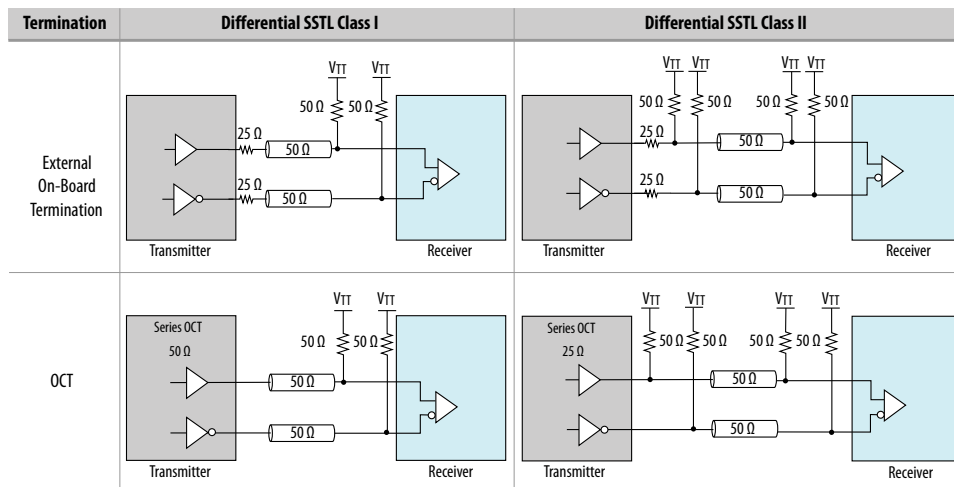 Termination Differential SSTL Class I Differential SSTL Class II
External
On-Board
Termination
VTT VTT
50 Ω 50 Ω
25 Ω
50 Ω
25 Ω
50 Ω
Transmitter Receiver
VTT VTT VTT VTT
50 Ω 50 Ω 50 Ω 50 Ω
25 Ω
50 Ω
25 Ω
50 Ω
Transmitter Receiver
OCT
VTT VTT
Series OCT
50 Ω
50 Ω 50 Ω
50 Ω
50 Ω
Transmitter Receiver
VTT VTT VTT VTT
Series OCT
25 Ω
50 Ω 50 Ω 50 Ω 50 Ω
50 Ω
50 Ω
Transmitter Receiver